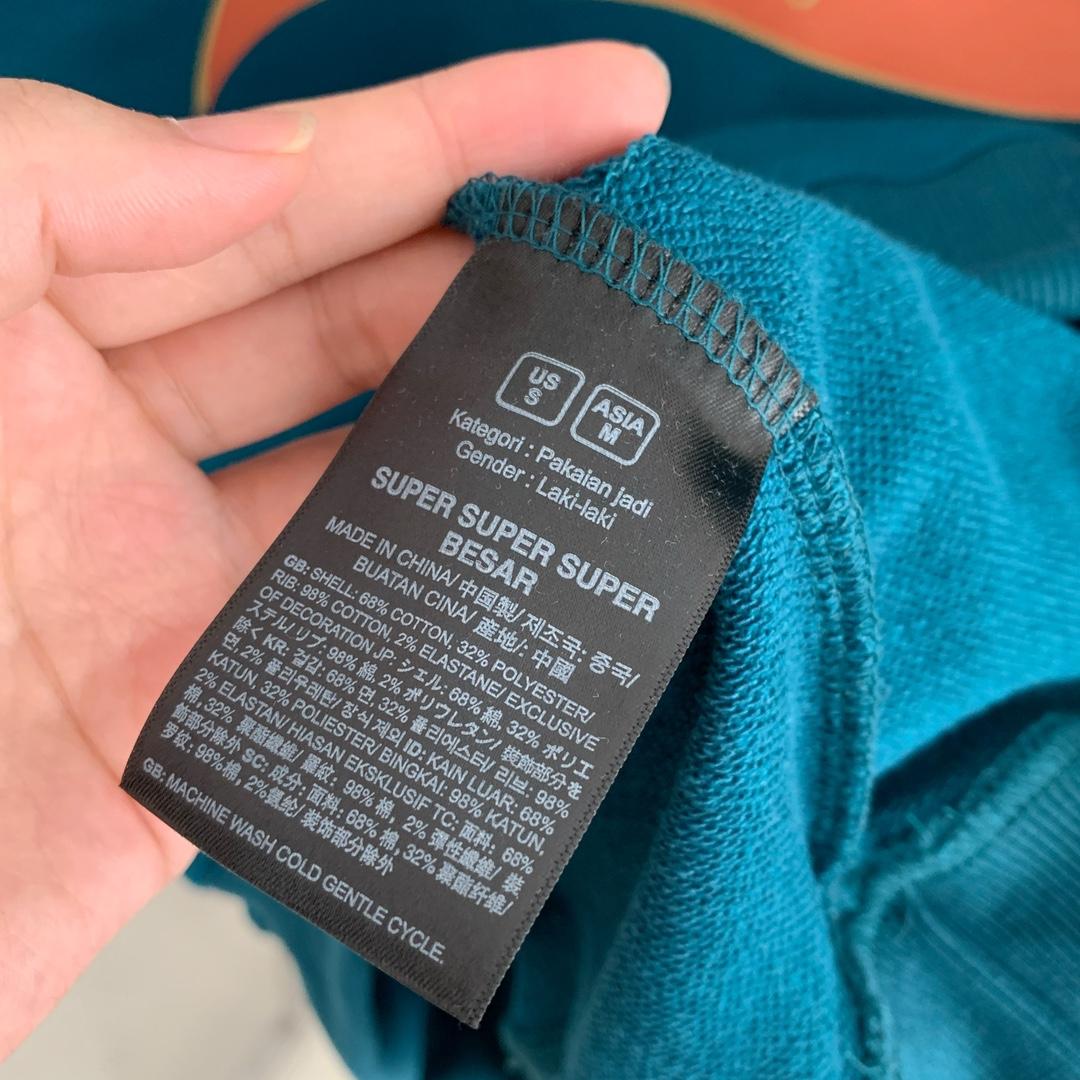 US
S
ASIA
M
Kategori : Pakaian jadi
Gender : Laki-laki
SUPER SUPER SUPER
BESAR
MADE IN CHINA/ 中国製/ 제조국: 중국/
BUATAN CINA/ 產地/: 中國
GB: SHELL: 68% COTTON, 32% POLYESTER/
RIB: 98% COTTON, 2% ELASTANE/ EXCLUSIVE
OF DECORATION JP: シェル: 68% 綿, 32% ポリエ
ステル/ リブ: 98% 綿, 2% ポリウレタン/ 装飾部分を
除く KR: 겉감: 68% 면, 32% 폴리에스터/ 리브: 98%
면, 2% 폴리우레탄/ 장식 제외 ID: KAIN LUAR: 68%
KATUN, 32% POLIESTER/ BINGKAI: 98% KATUN,
2% ELASTAN/ HIASAN EKSKLUSIF TC: 面料: 68%
棉, 32% 聚酯纖維/ 羅紋: 98% 棉, 2% 彈性纖維/ 裝
飾部分除外 SC: 成分: 面料: 68% 棉, 32% 聚酯纤维/
罗纹: 98% 棉, 2% 氨纶/ 装饰部分除外
GB: MACHINE WASH COLD GENTLE CYCLE.